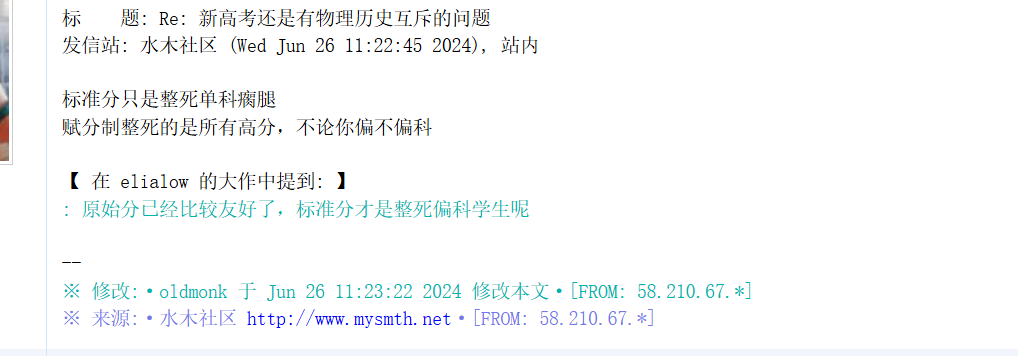 标　　题: Re: 新高考还是有物理历史互斥的问题
发信站: 水木社区 (Wed Jun 26 11:22:45 2024), 站内
标准分只是整死单科瘸腿
赋分制整死的是所有高分，不论你偏不偏科
【 在 elialow 的大作中提到: 】
: 原始分已经比较友好了，标准分才是整死偏科学生呢
--
※ 修改:·oldmonk 于 Jun 26 11:23:22 2024 修改本文·[FROM: 58.210.67.*]
※ 来源:·水木社区 http://www.mysmth.net·[FROM: 58.210.67.*]